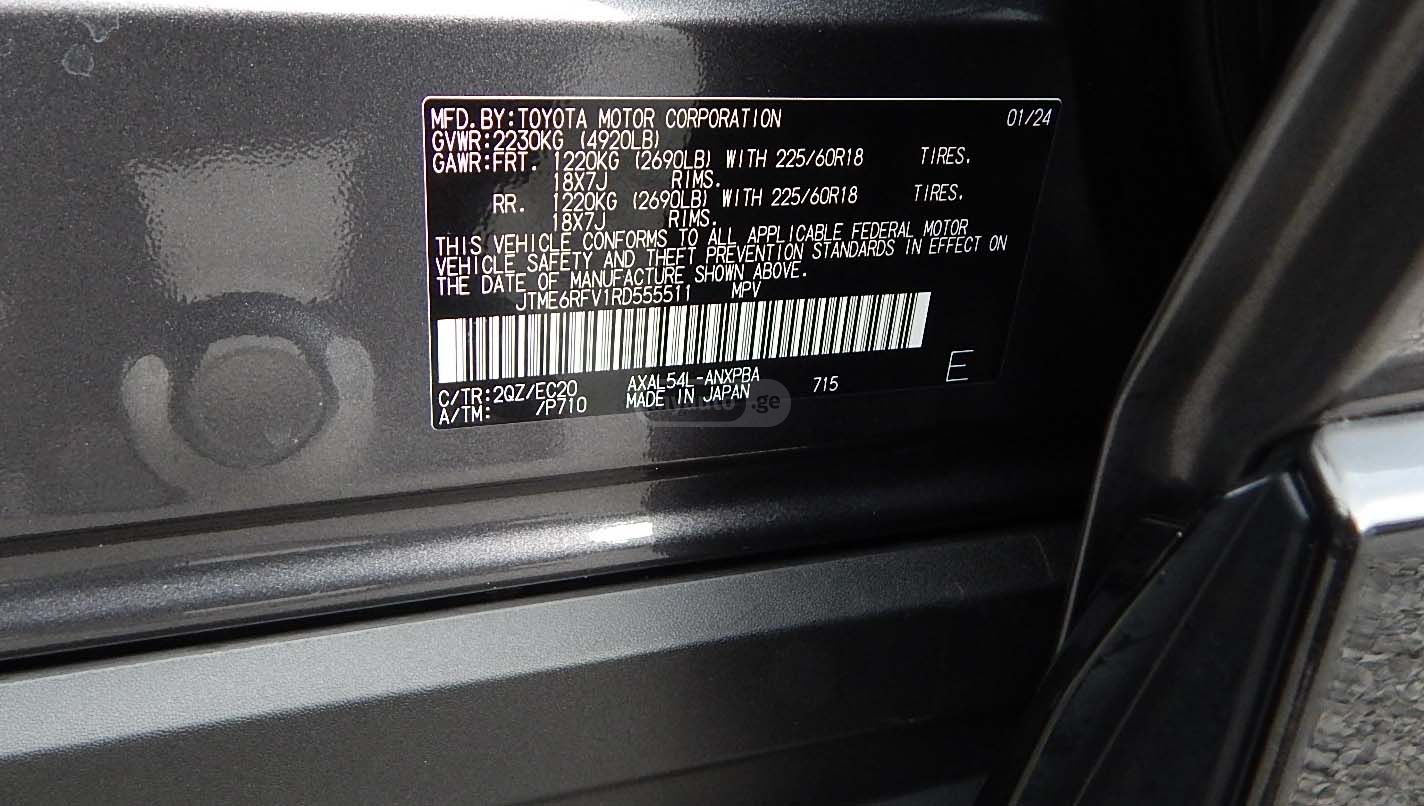 MFD. BY: TOYOTA MOTOR CORPORATION 01/24
GVWR: 2230KG (4920LB)
GAWR: FRT. 1220KG (2690LB) WITH 225/60R18 TIRES.
18X7J RIMS.
RR. 1220KG (2690LB) WITH 225/60R18 TIRES.
18X7J RIMS.
THIS VEHICLE CONFORMS TO ALL APPLICABLE FEDERAL MOTOR
VEHICLE SAFETY AND THEFT PREVENTION STANDARDS IN EFFECT ON
THE DATE OF MANUFACTURE SHOWN ABOVE.
JTME6RFV1RD555511 MPV
C/TR: 2QZ/EC20 AXAL54L-ANXPBA 715 E
A/TM: /P710 MADE IN JAPAN
.ge